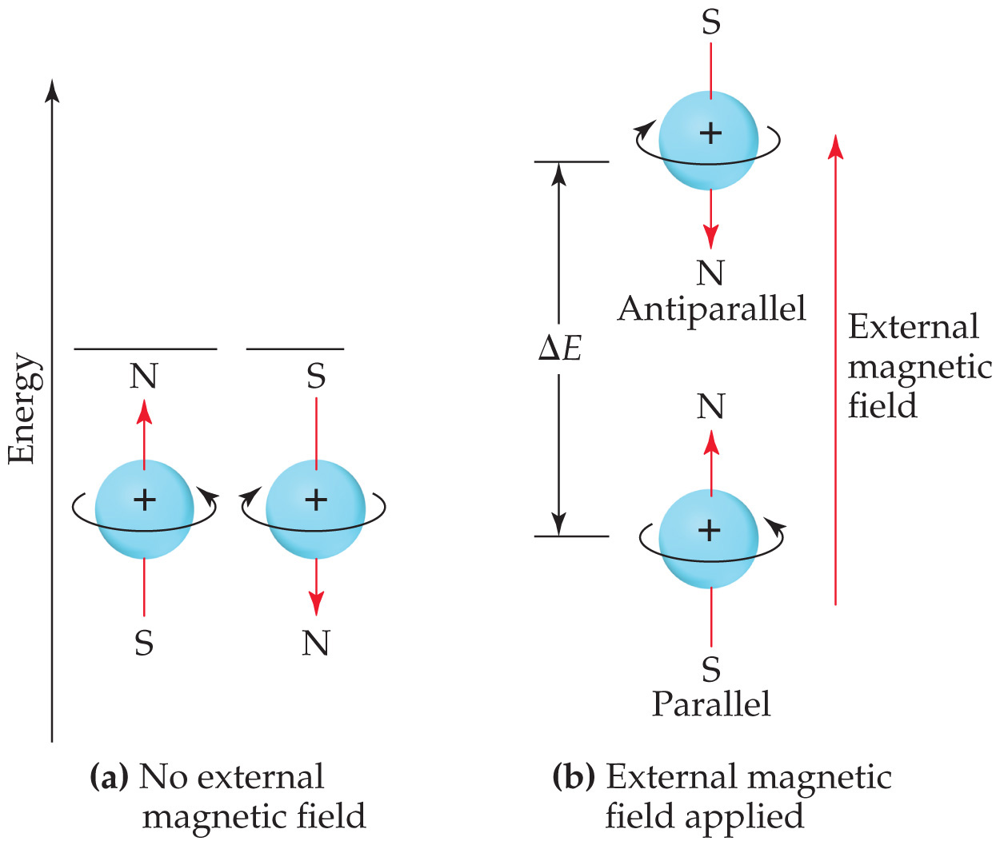 Energy
N
S
+
+
S
N
(a) No external
magnetic field
S
+
N
Antiparallel
ΔE
N
+
S
Parallel
External
magnetic
field
(b) External magnetic
field applied